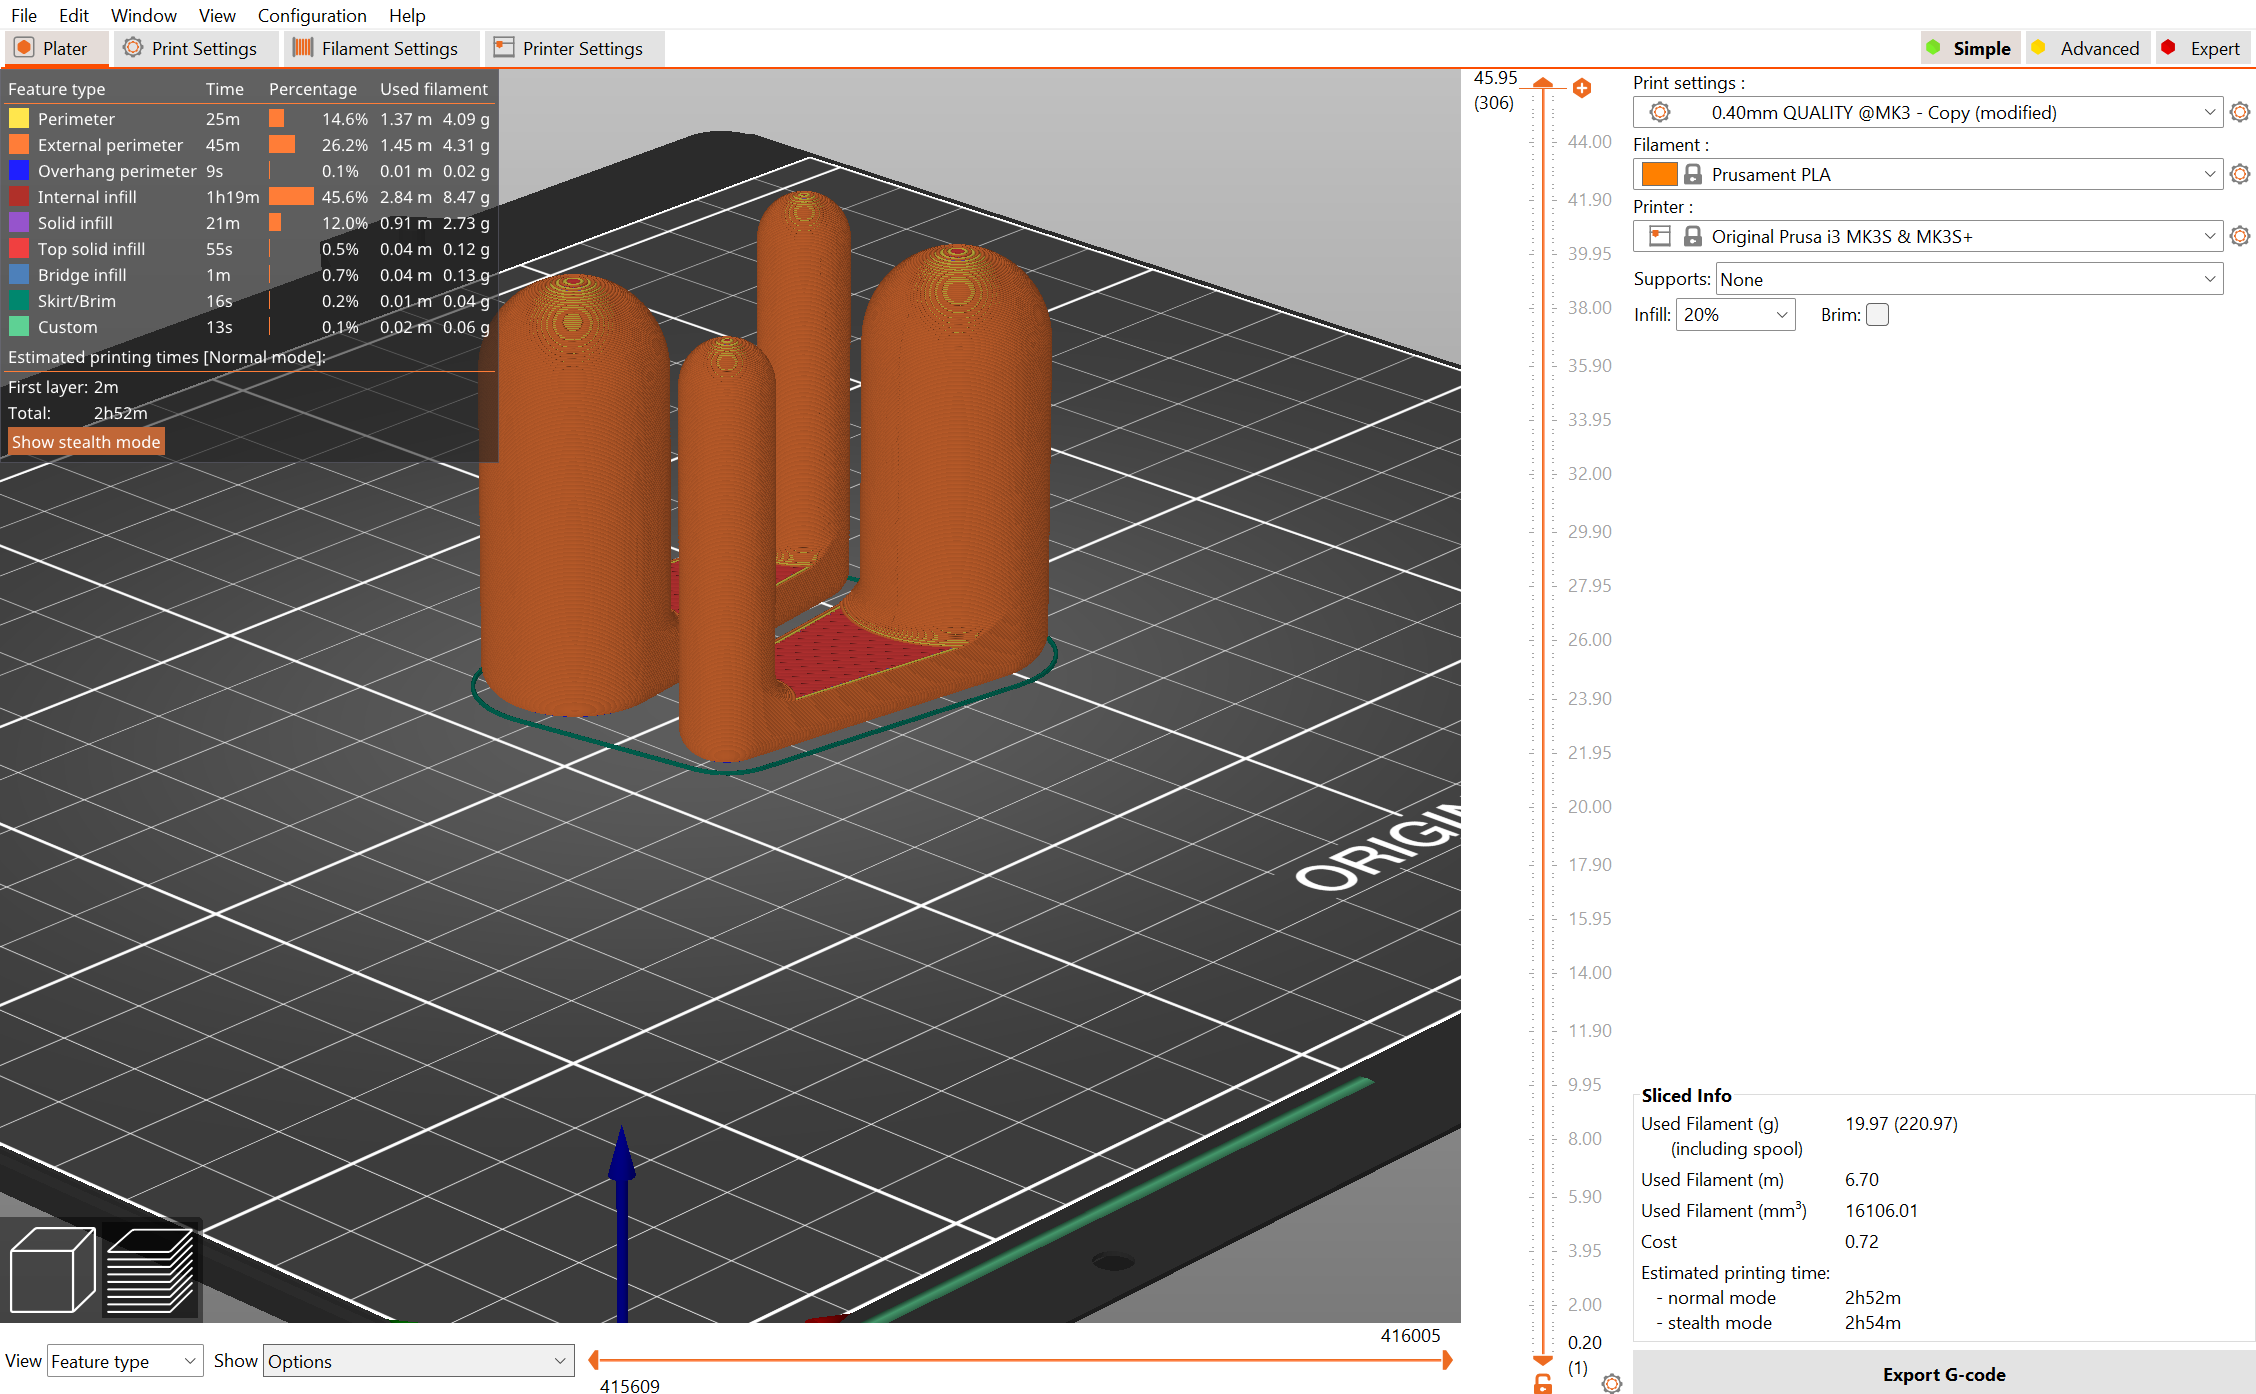 File Edit Window View Configuration Help
Plater Print Settings Filament Settings Printer Settings Simple Advanced Expert
Feature type Time Percentage Used filament
Perimeter 25m 14.6% 1.37 m 4.09 g
External perimeter 45m 26.2% 1.45 m 4.31 g
Overhang perimeter 9s 0.1% 0.01 m 0.02 g
Internal infill 1h19m 45.6% 2.84 m 8.47 g
Solid infill 21m 12.0% 0.91 m 2.73 g
Top solid infill 55s 0.5% 0.04 m 0.12 g
Bridge infill 1m 0.7% 0.04 m 0.13 g
Skirt/Brim 16s 0.2% 0.01 m 0.04 g
Custom 13s 0.1% 0.02 m 0.06 g
Estimated printing times [Normal mode]:
First layer: 2m
Total: 2h52m
Show stealth mode
ORIGIN
45.95
(306)
44.00
41.90
39.95
38.00
35.90
33.95
32.00
29.90
27.95
26.00
23.90
21.95
20.00
17.90
15.95
14.00
11.90
9.95
8.00
5.90
3.95
2.00
0.20
(1)
Print settings :
0.40mm QUALITY @MK3 - Copy (modified)
Filament :
Prusament PLA
Printer :
Original Prusa i3 MK3S & MK3S+
Supports: None
Infill: 20% Brim:
Sliced Info
Used Filament (g) 19.97 (220.97)
(including spool)
Used Filament (m) 6.70
Used Filament (mm³) 16106.01
Cost 0.72
Estimated printing time:
- normal mode 2h52m
- stealth mode 2h54m
Export G-code
View Feature type Show Options
416005
415609